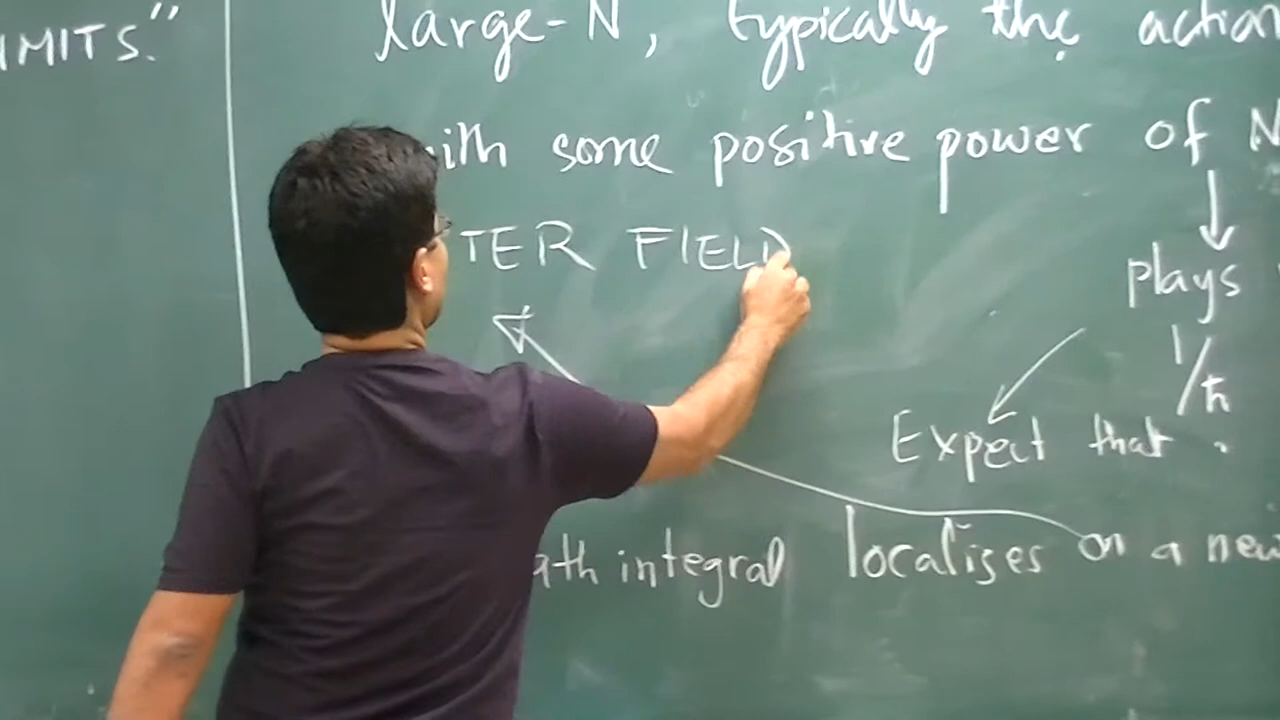 IMITS."
large-N, typically the action
ith some positive power of N
TER FIELD
plays
1/ħ
Expect that
ath integral localises on a new